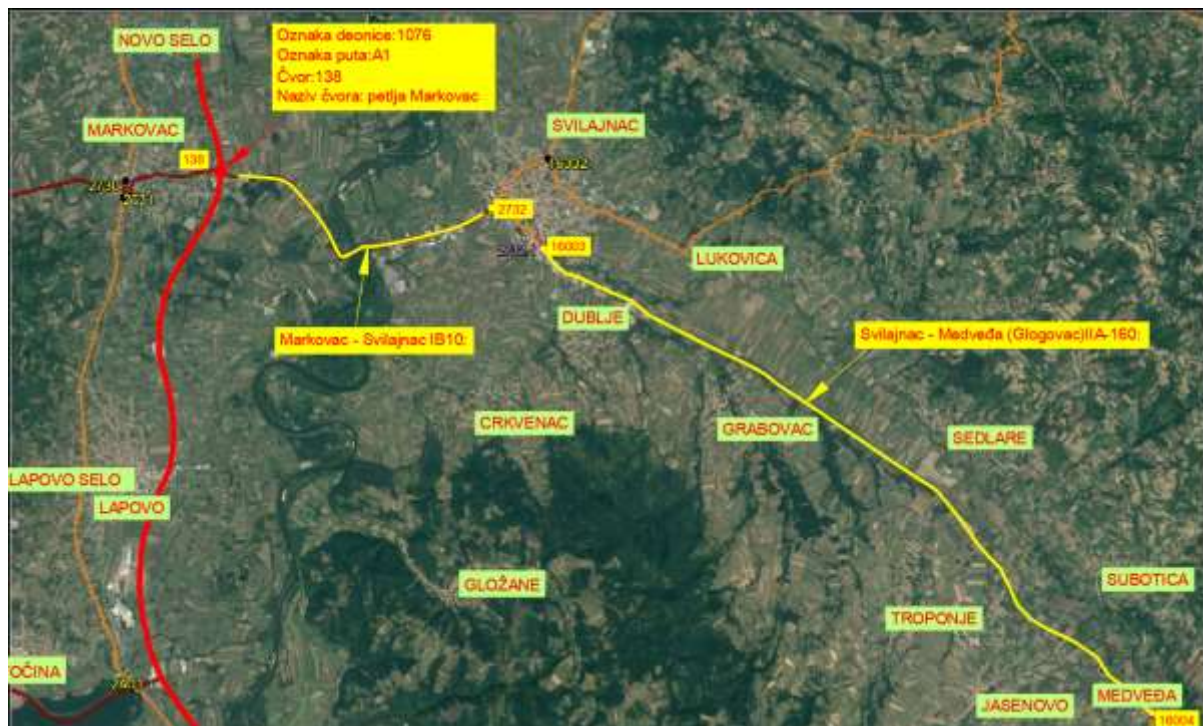 NOVO SELO
Oznaka deonice:1076
Oznaka puta:A1
Čvor:138
Naziv čvora: petlja Markovac
MARKOVAC
SVILAJNAC
138
16002
2732
16003
LUKOVICA
DUBLJE
Markovac - Svilajnac IB10:
Svilajnac - Medveđa (Glogovac)IIA-160:
CRKVENAC
GRABOVAC
SEDLARE
LAPOVO SELO
LAPOVO
GLOŽANE
SUBOTICA
TROPONJE
OČINA
JASENOVO
MEDVEĐA